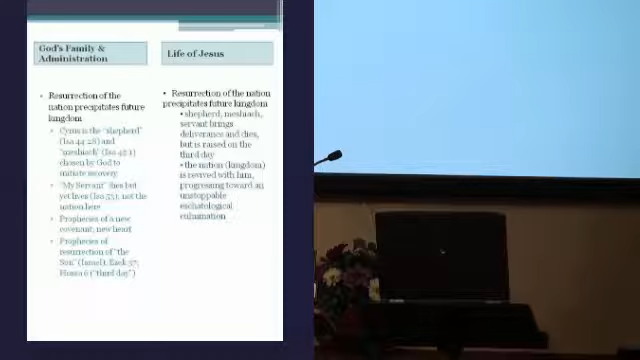 God's Family &
Administration
Resurrection of the
nation precipitates future
kingdom
Cyrus is the "shepherd"
(Isa 44:28) and
"meshiach" (Isa 45:1)
chosen by God to
initiate recovery
"My Servant" dies but
yet lives (Isa 53); not the
nation here
Prophecies of a new
covenant; new heart
Prophecies of
resurrection of "the
Son" (Israel); Ezek 37;
Hosea 6 ("third day")
Life of Jesus
Resurrection of the nation
precipitates future kingdom
shepherd, meshiach,
servant brings
deliverance and dies,
but is raised on the
third day
the nation (kingdom)
is revived with him,
progressing toward an
unstoppable
eschatological
culmination